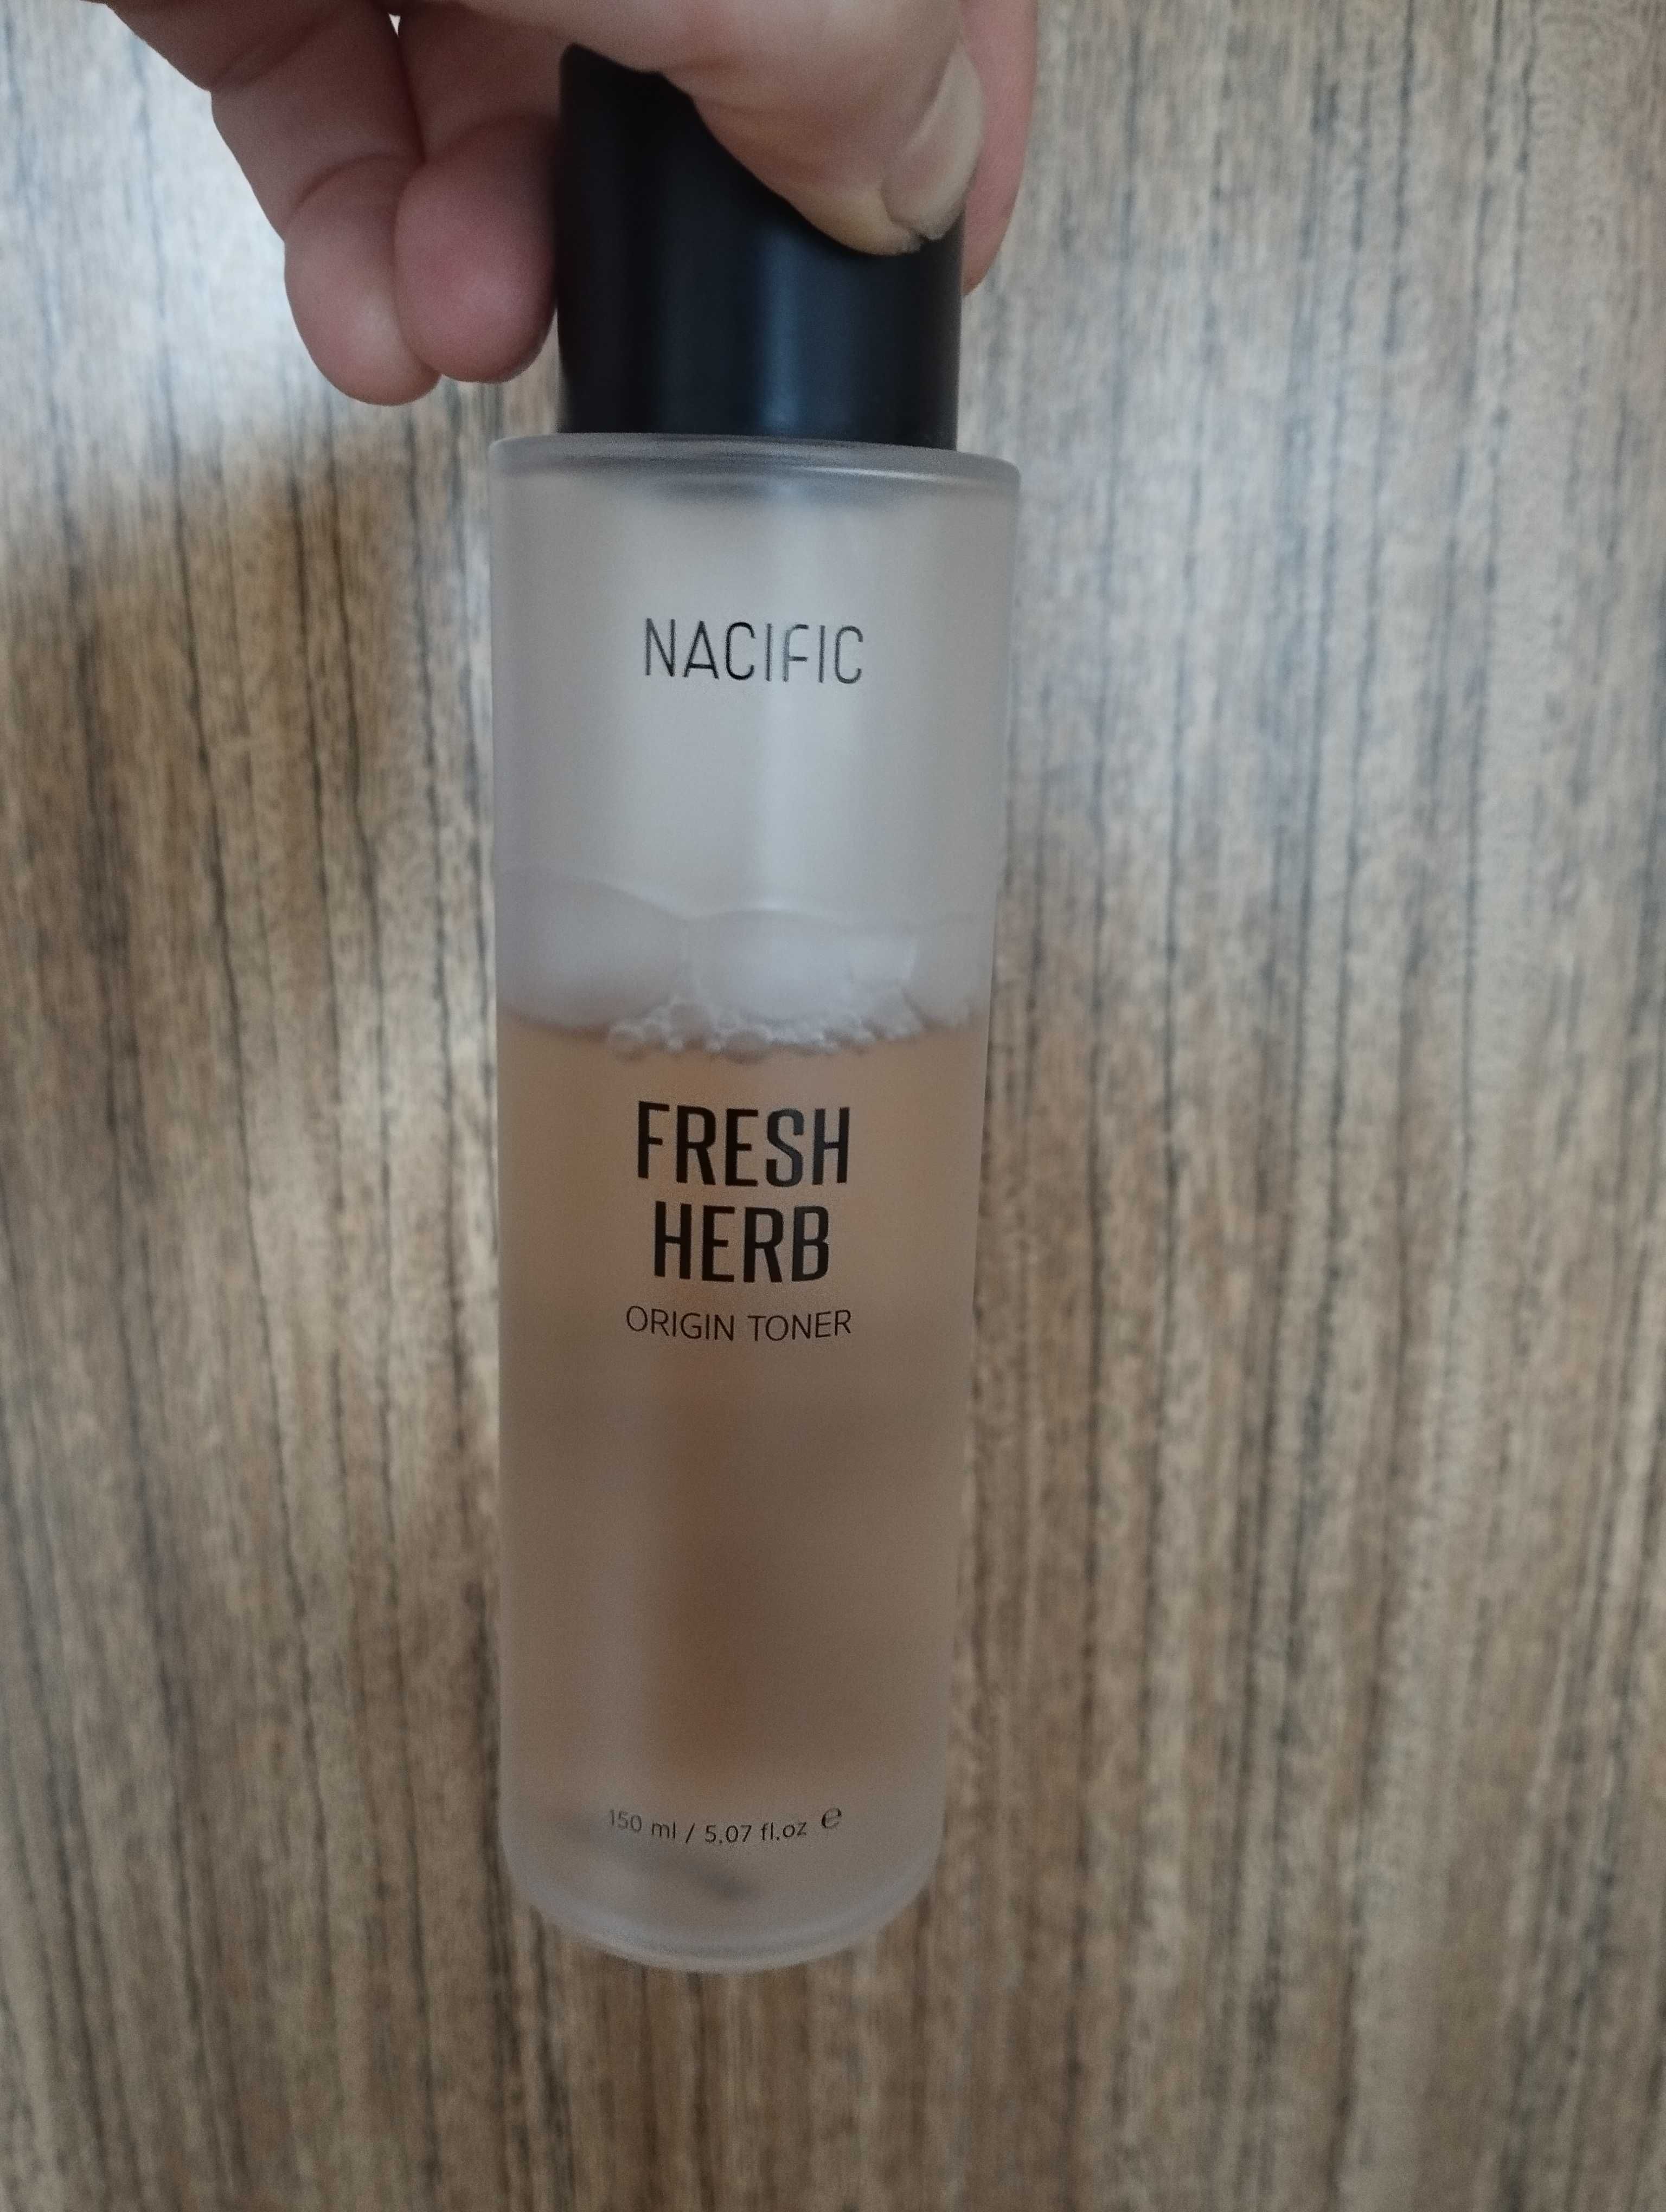 NACIFIC
FRESH
HERB
ORIGIN TONER
150 ml / 5.07 fl.oz ℮